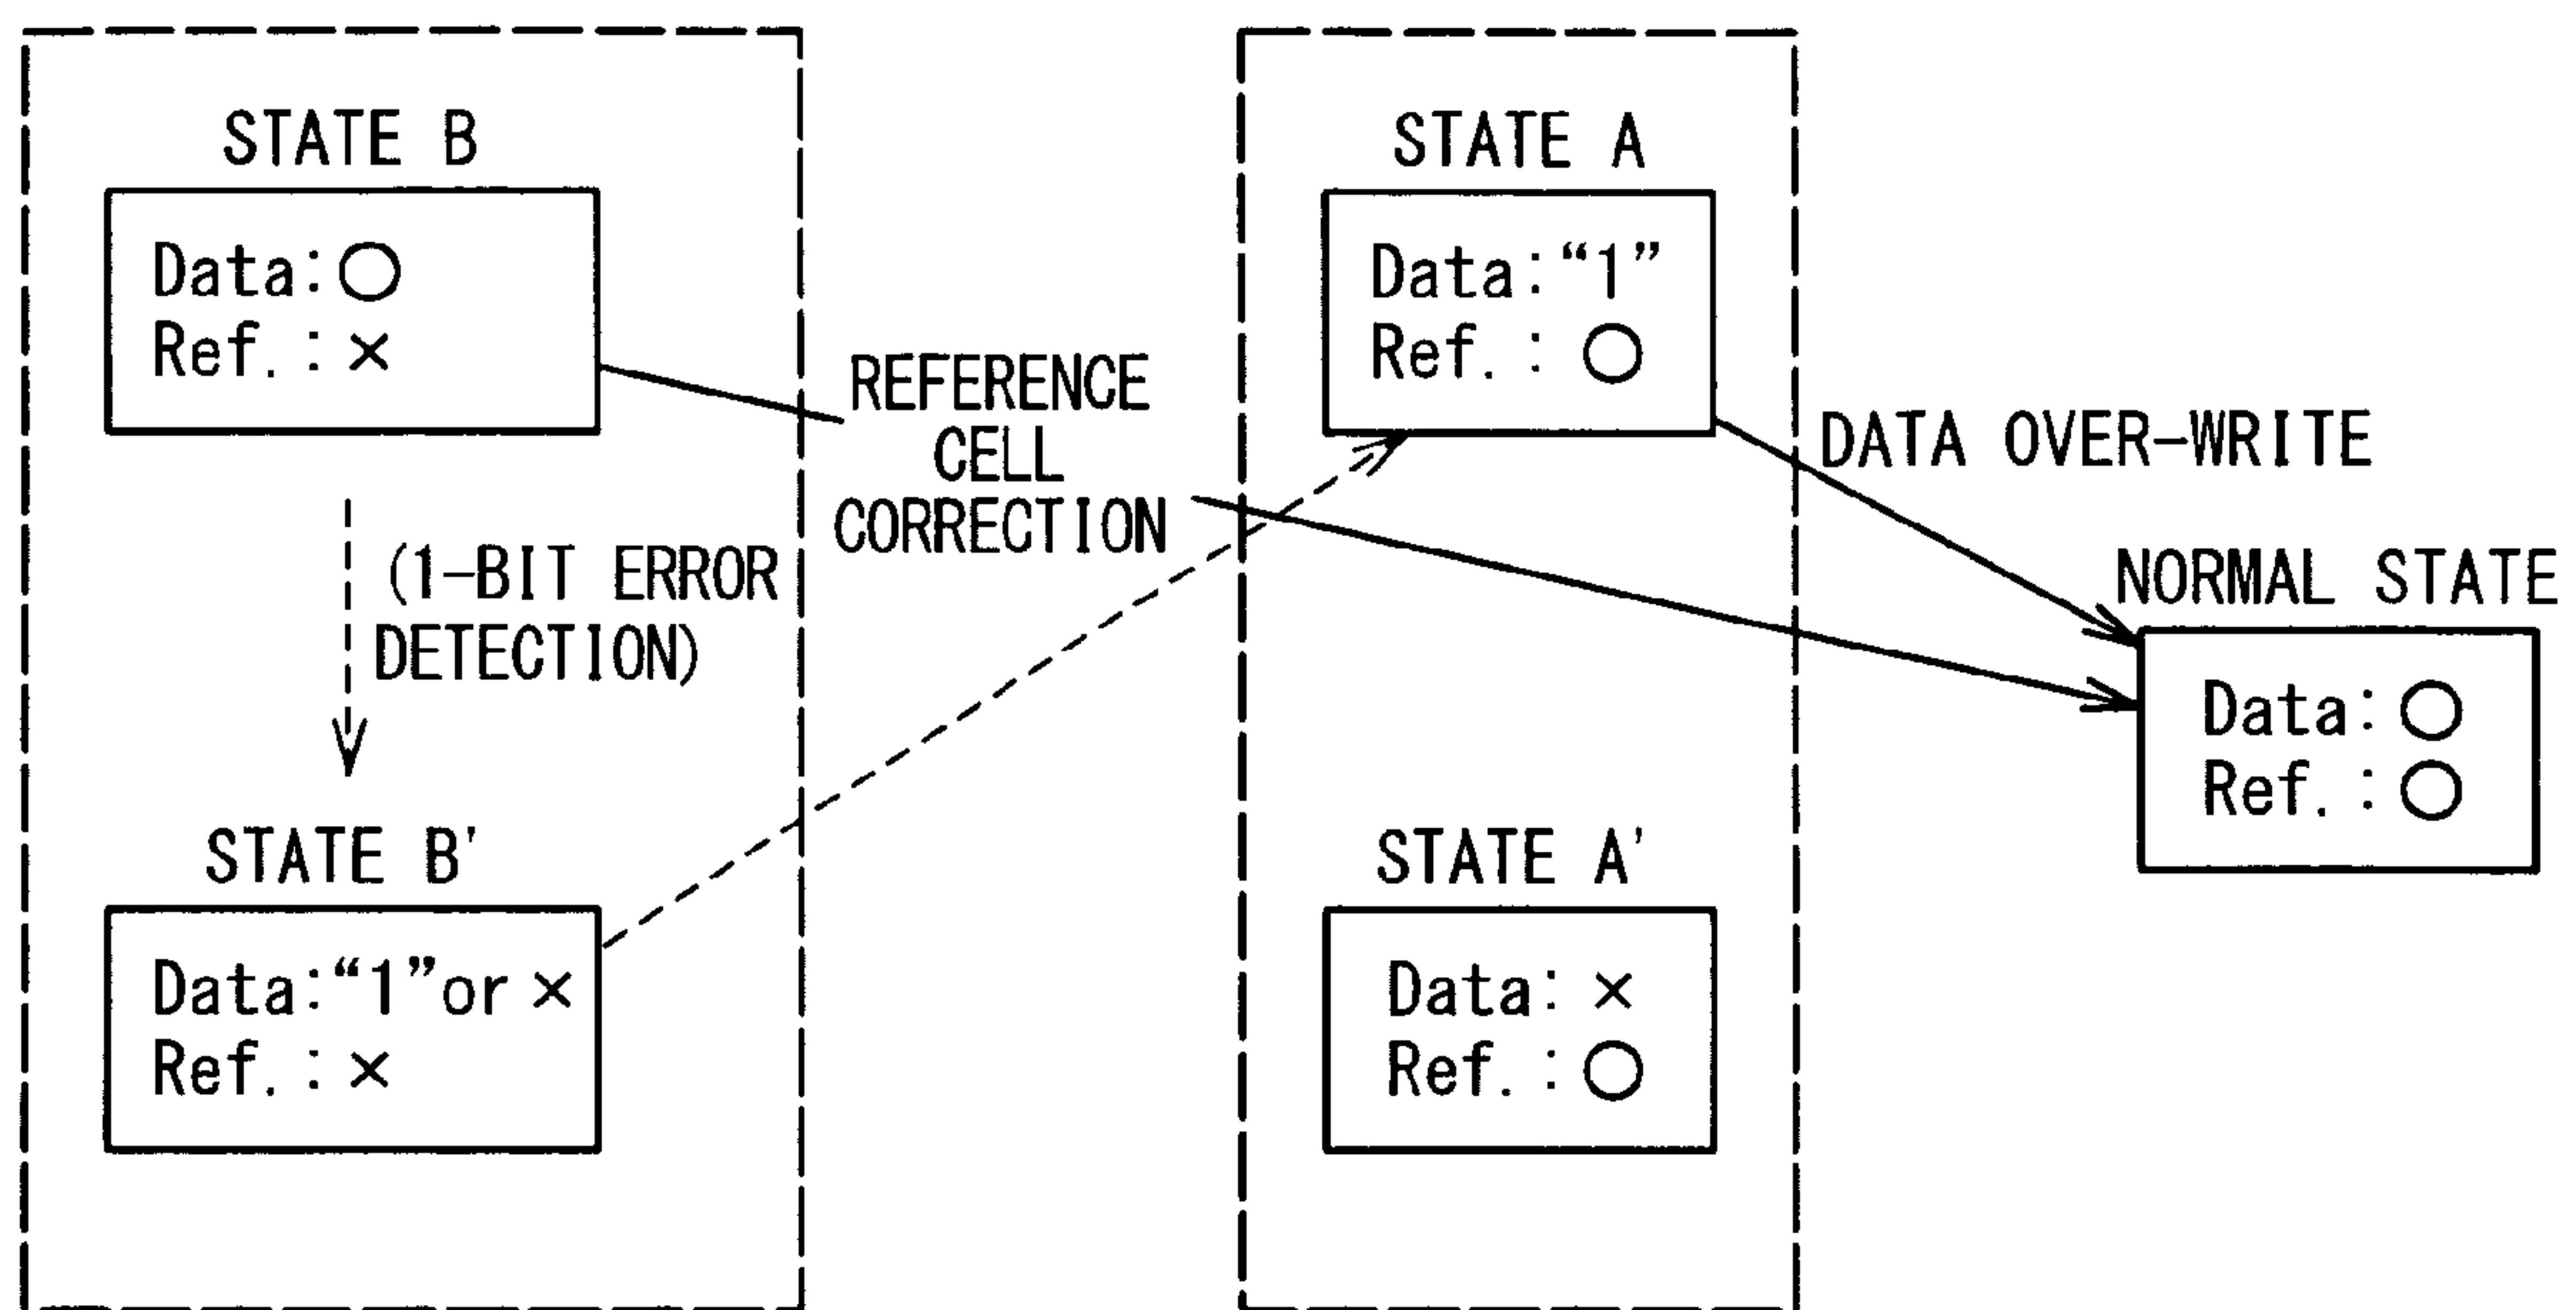 STATE B
Data:○
Ref. : ×
(1-BIT ERROR
DETECTION)
STATE B'
Data:“1”or ×
Ref. : ×
REFERENCE
CELL
CORRECTION
STATE A
Data:“1”
Ref. : ○
STATE A'
Data: ×
Ref. : ○
DATA OVER-WRITE
NORMAL STATE
Data: ○
Ref. : ○